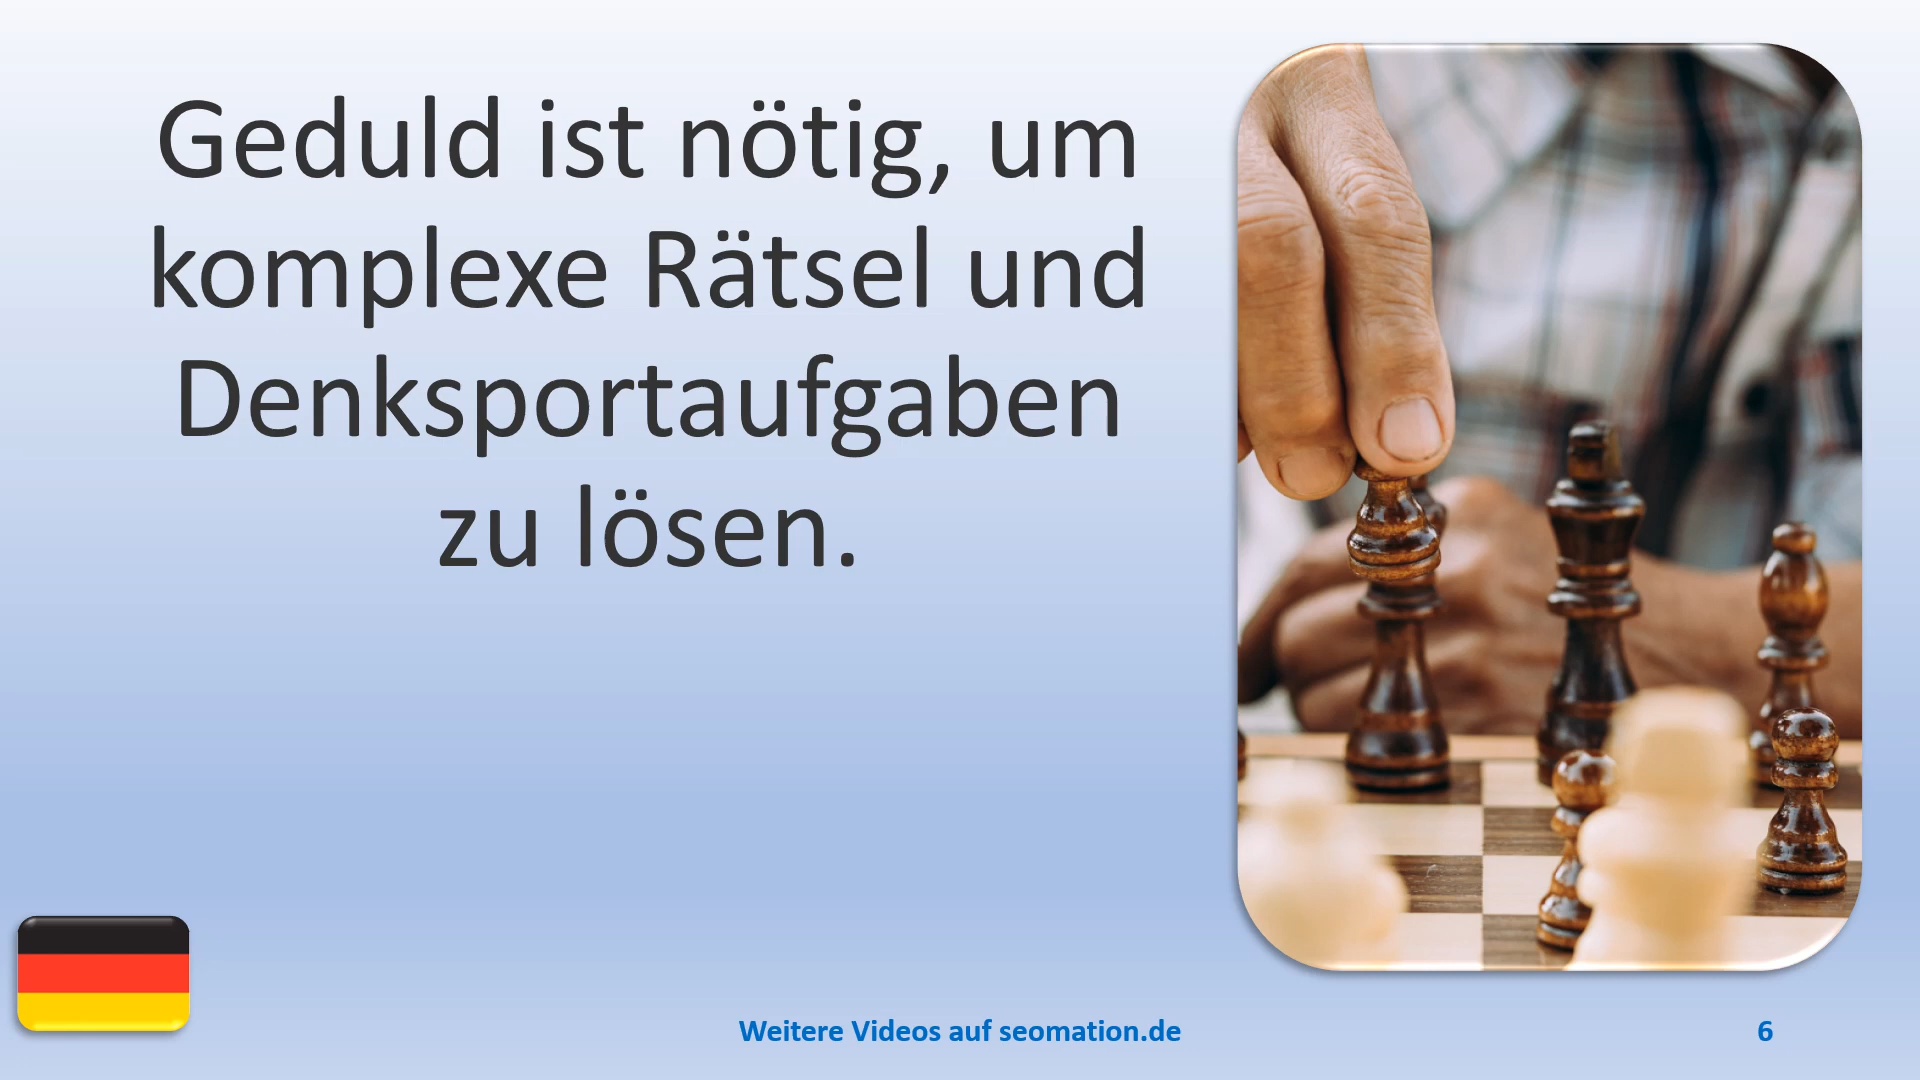 Geduld ist nötig, um
komplexe Rätsel und
Denksportaufgaben
zu lösen.
Weitere Videos auf seomation.de
6